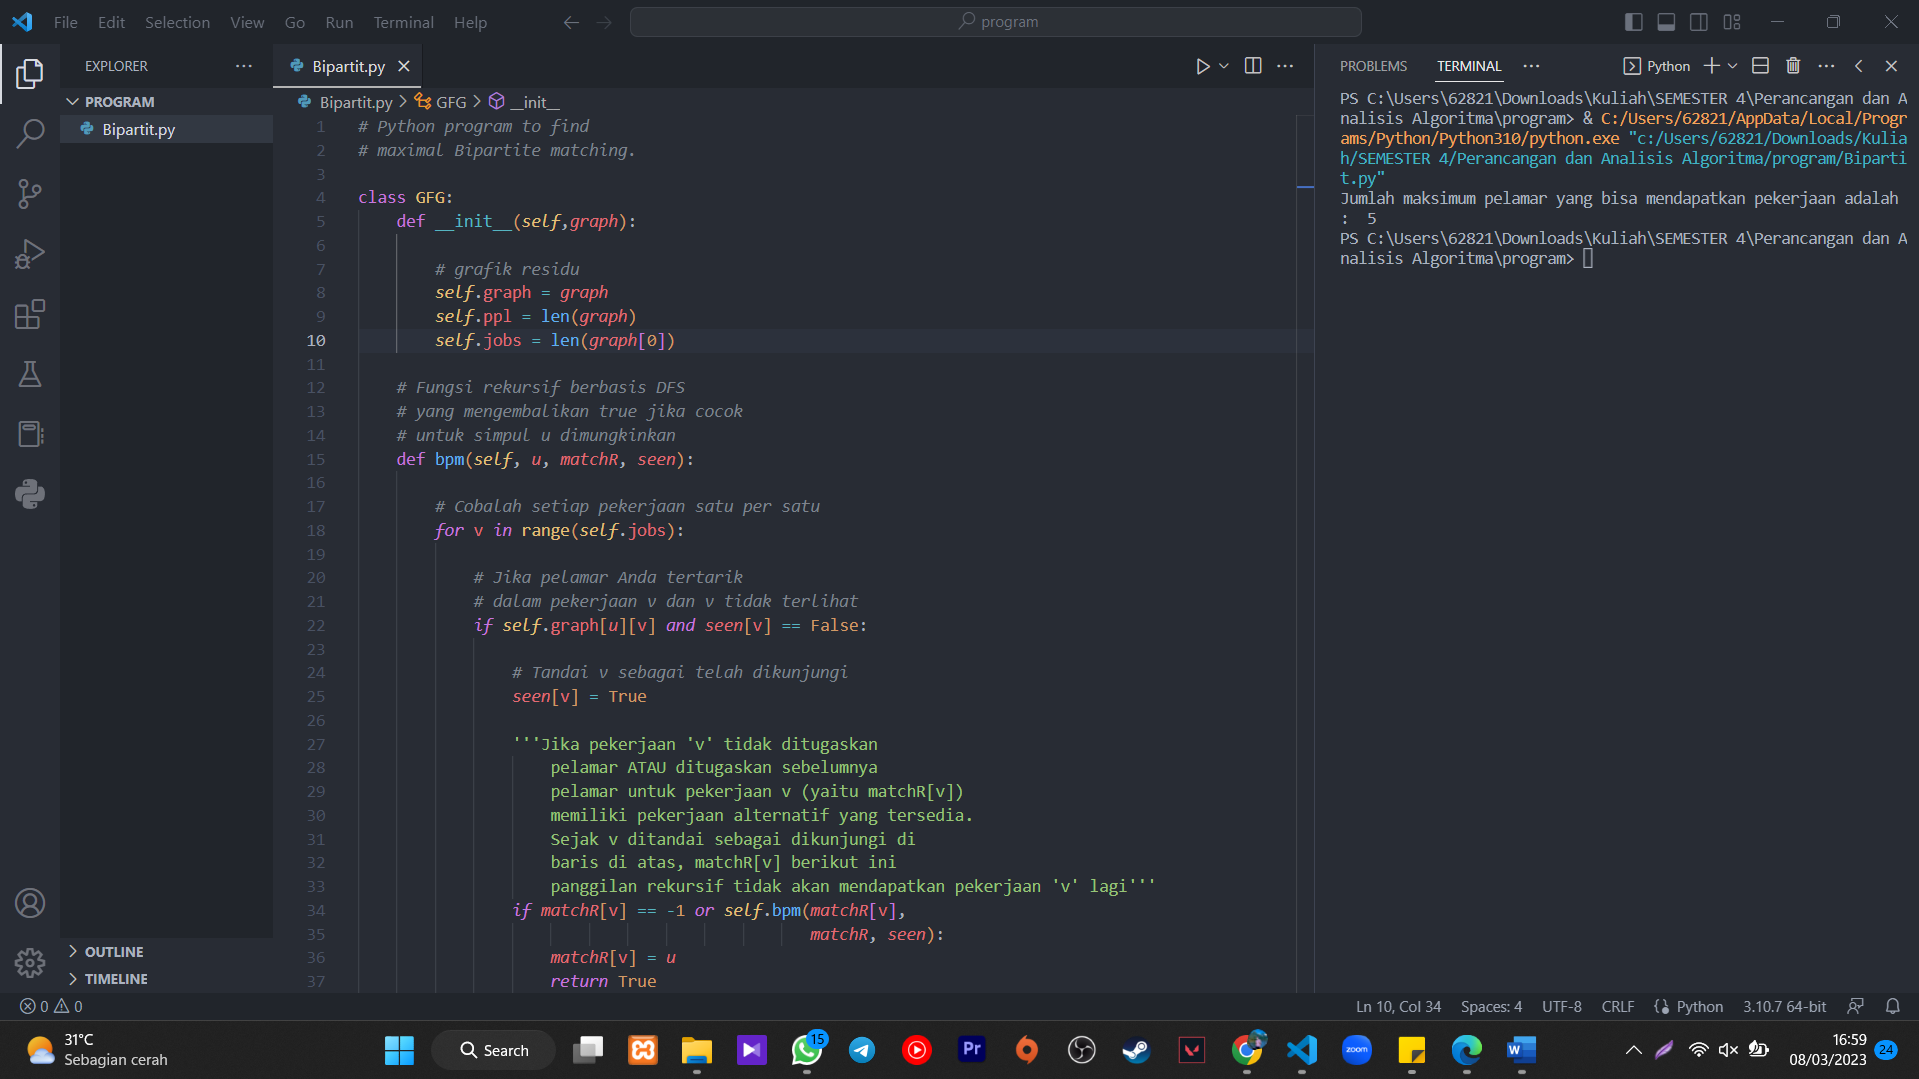 File Edit Selection View Go Run Terminal Help
program
EXPLORER
PROGRAM
Bipartit.py
OUTLINE
TIMELINE
Bipartit.py
Bipartit.py > GFG > __init__
1 # Python program to find
2 # maximal Bipartite matching.
3
4 class GFG:
5 def __init__(self,graph):
6
7 # grafik residu
8 self.graph = graph
9 self.ppl = len(graph)
10 self.jobs = len(graph[0])
11
12 # Fungsi rekursif berbasis DFS
13 # yang mengembalikan true jika cocok
14 # untuk simpul u dimungkinkan
15 def bpm(self, u, matchR, seen):
16
17 # Cobalah setiap pekerjaan satu per satu
18 for v in range(self.jobs):
19
20 # Jika pelamar Anda tertarik
21 # dalam pekerjaan v dan v tidak terlihat
22 if self.graph[u][v] and seen[v] == False:
23
24 # Tandai v sebagai telah dikunjungi
25 seen[v] = True
26
27 '''Jika pekerjaan 'v' tidak ditugaskan
28 pelamar ATAU ditugaskan sebelumnya
29 pelamar untuk pekerjaan v (yaitu matchR[v])
30 memiliki pekerjaan alternatif yang tersedia.
31 Sejak v ditandai sebagai dikunjungi di
32 baris di atas, matchR[v] berikut ini
33 panggilan rekursif tidak akan mendapatkan pekerjaan 'v' lagi'''
34 if matchR[v] == -1 or self.bpm(matchR[v],
35 matchR, seen):
36 matchR[v] = u
37 return True
PROBLEMS TERMINAL Python
PS C:\Users\62821\Downloads\Kuliah\SEMESTER 4\Perancangan dan A
nalisis Algoritma\program> & C:/Users/62821/AppData/Local/Progr
ams/Python/Python310/python.exe "c:/Users/62821/Downloads/Kulia
h/SEMESTER 4/Perancangan dan Analisis Algoritma/program/Biparti
t.py"
Jumlah maksimum pelamar yang bisa mendapatkan pekerjaan adalah
: 5
PS C:\Users\62821\Downloads\Kuliah\SEMESTER 4\Perancangan dan A
nalisis Algoritma\program>
0 0
Ln 10, Col 34 Spaces: 4 UTF-8 CRLF Python 3.10.7 64-bit
31°C
Sebagian cerah
Search
15
Pr
zoom
W
16:59
08/03/2023
24